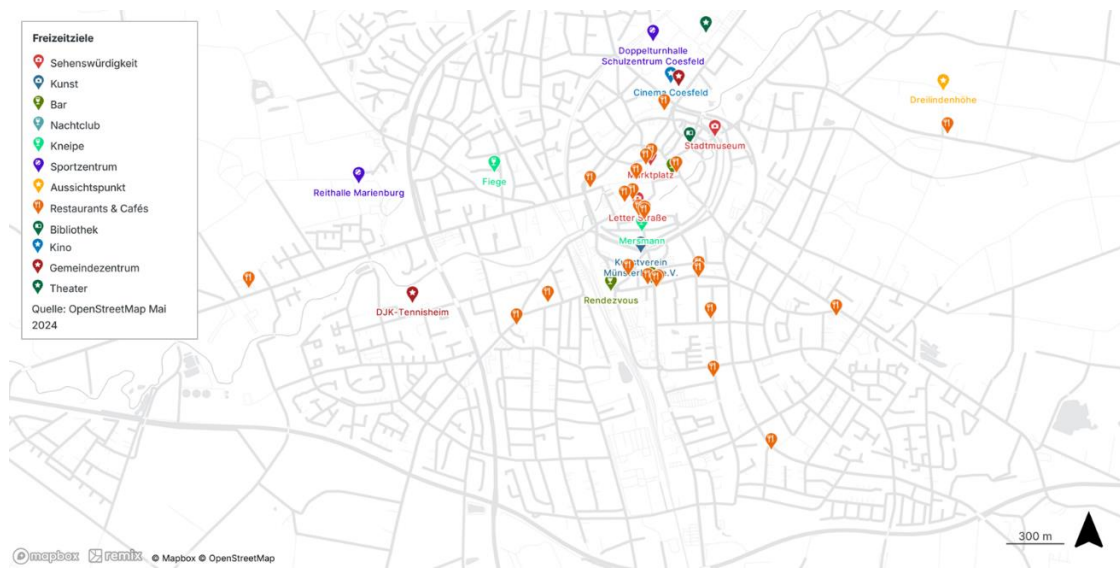 Freizeitziele
Sehenswürdigkeit
Kunst
Bar
Nachtclub
Kneipe
Sportzentrum
Aussichtspunkt
Restaurants & Cafés
Bibliothek
Kino
Gemeindezentrum
Theater
Quelle: OpenStreetMap Mai
2024
Doppelturnhalle
Schulzentrum Coesfeld
Cinema Coesfeld
Dreilindenhöhe
Stadtmuseum
Marktplatz
Fiege
Reithalle Marienburg
Letter Straße
Mersmann
Kunstverein
Rendezvous
DJK-Tennisheim
300 m
mapbox remix © Mapbox © OpenStreetMap